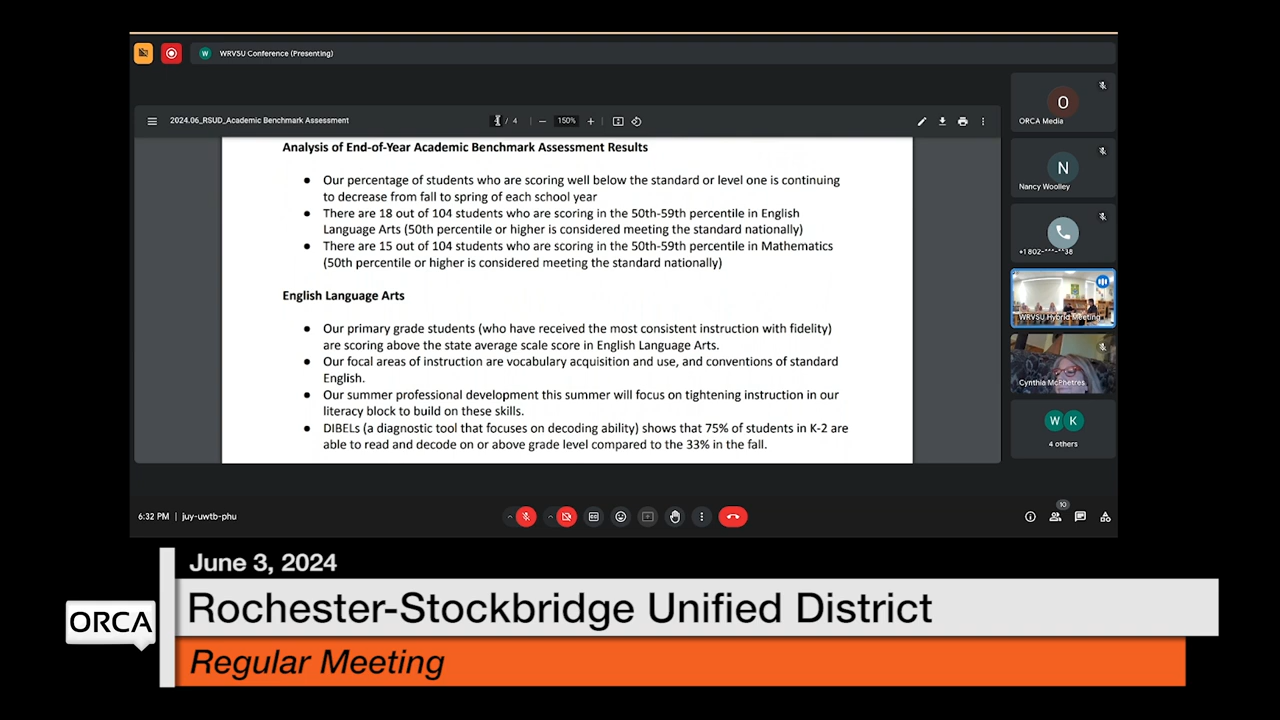 W WRVSU Conference (Presenting)
2024.06_RSUD_Academic Benchmark Assessment
/ 4
150%
Analysis of End-of-Year Academic Benchmark Assessment Results
• Our percentage of students who are scoring well below the standard or level one is continuing
to decrease from fall to spring of each school year
• There are 18 out of 104 students who are scoring in the 50th-59th percentile in English
Language Arts (50th percentile or higher is considered meeting the standard nationally)
• There are 15 out of 104 students who are scoring in the 50th-59th percentile in Mathematics
(50th percentile or higher is considered meeting the standard nationally)
English Language Arts
• Our primary grade students (who have received the most consistent instruction with fidelity)
are scoring above the state average scale score in English Language Arts.
• Our focal areas of instruction are vocabulary acquisition and use, and conventions of standard
English.
• Our summer professional development this summer will focus on tightening instruction in our
literacy block to build on these skills.
• DIBELs (a diagnostic tool that focuses on decoding ability) shows that 75% of students in K-2 are
able to read and decode on or above grade level compared to the 33% in the fall.
O
ORCA Media
N
Nancy Woolley
+1 802-***-**38
WRVSU Hybrid Meeting
Cynthia McPhetres
W K
4 others
6:32 PM | juy-uwtb-phu
10
June 3, 2024
ORCA
Rochester-Stockbridge Unified District
Regular Meeting